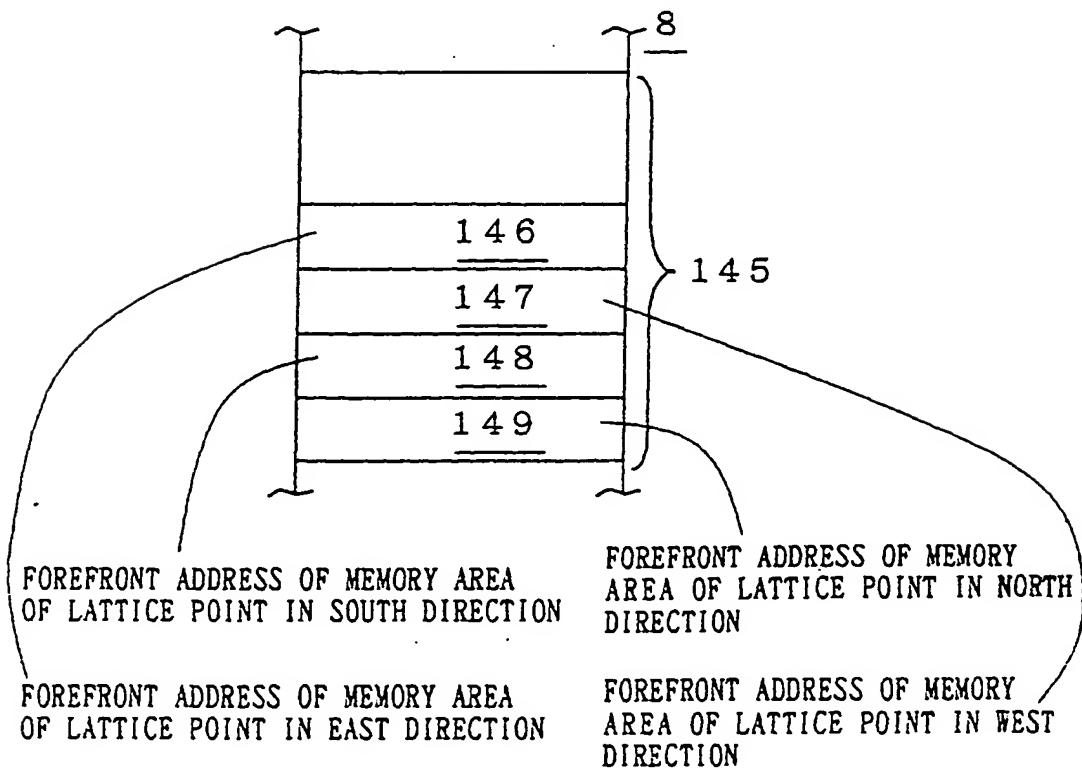 8
146
147
145
148
149
FOREFRONT ADDRESS OF MEMORY AREA
OF LATTICE POINT IN SOUTH DIRECTION
FOREFRONT ADDRESS OF MEMORY
AREA OF LATTICE POINT IN NORTH
DIRECTION
FOREFRONT ADDRESS OF MEMORY AREA
OF LATTICE POINT IN EAST DIRECTION
FOREFRONT ADDRESS OF MEMORY
AREA OF LATTICE POINT IN WEST
DIRECTION